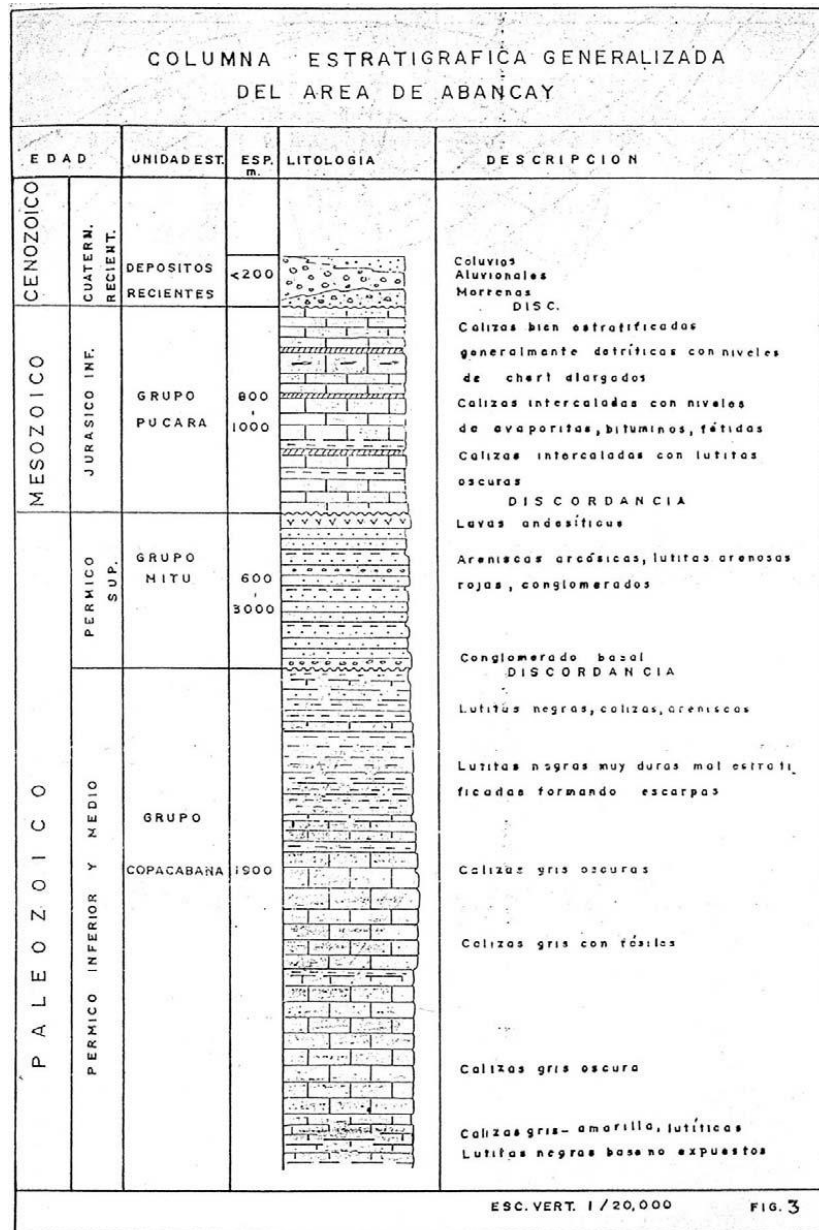 COLUMNA ESTRATIGRAFICA GENERALIZADA
DEL AREA DE ABANCAY
EDAD UNIDAD EST. ESP. m. LITOLOGIA DESCRIPCION
CENOZOICO
CUATERN. RECIENT.
DEPOSITOS
RECIENTES
<200
Coluvios
Aluvionales
Morrenas
DISC.
MESOZOICO
JURASICO INF.
GRUPO
PUCARA
800
-
1000
Calizas bien estratificadas
generalmente detríticas con niveles
de chert alargados
Calizas intercaladas con niveles
de evaporitas, bituminos, fétidas
Calizas intercaladas con lutitas
oscuras
DISCORDANCIA
PALEOZOICO
PERMICO SUP.
GRUPO
MITU
600
-
3000
Lavas andesíticas
Areniscas arcósicas, lutitas arenosas
rojas, conglomerados
Conglomerado basal
DISCORDANCIA
PERMICO INFERIOR Y MEDIO
GRUPO
COPACABANA
1900
Lutitas negras, calizas, areniscas
Lutitas negras muy duras mal estrati
ficadas formando escarpas
Calizas gris oscuras
Calizas gris con fósiles
Calizas gris oscura
Calizas gris- amarilla, lutíticas
Lutitas negras base no expuestos
ESC. VERT. 1/20,000 FIG. 3